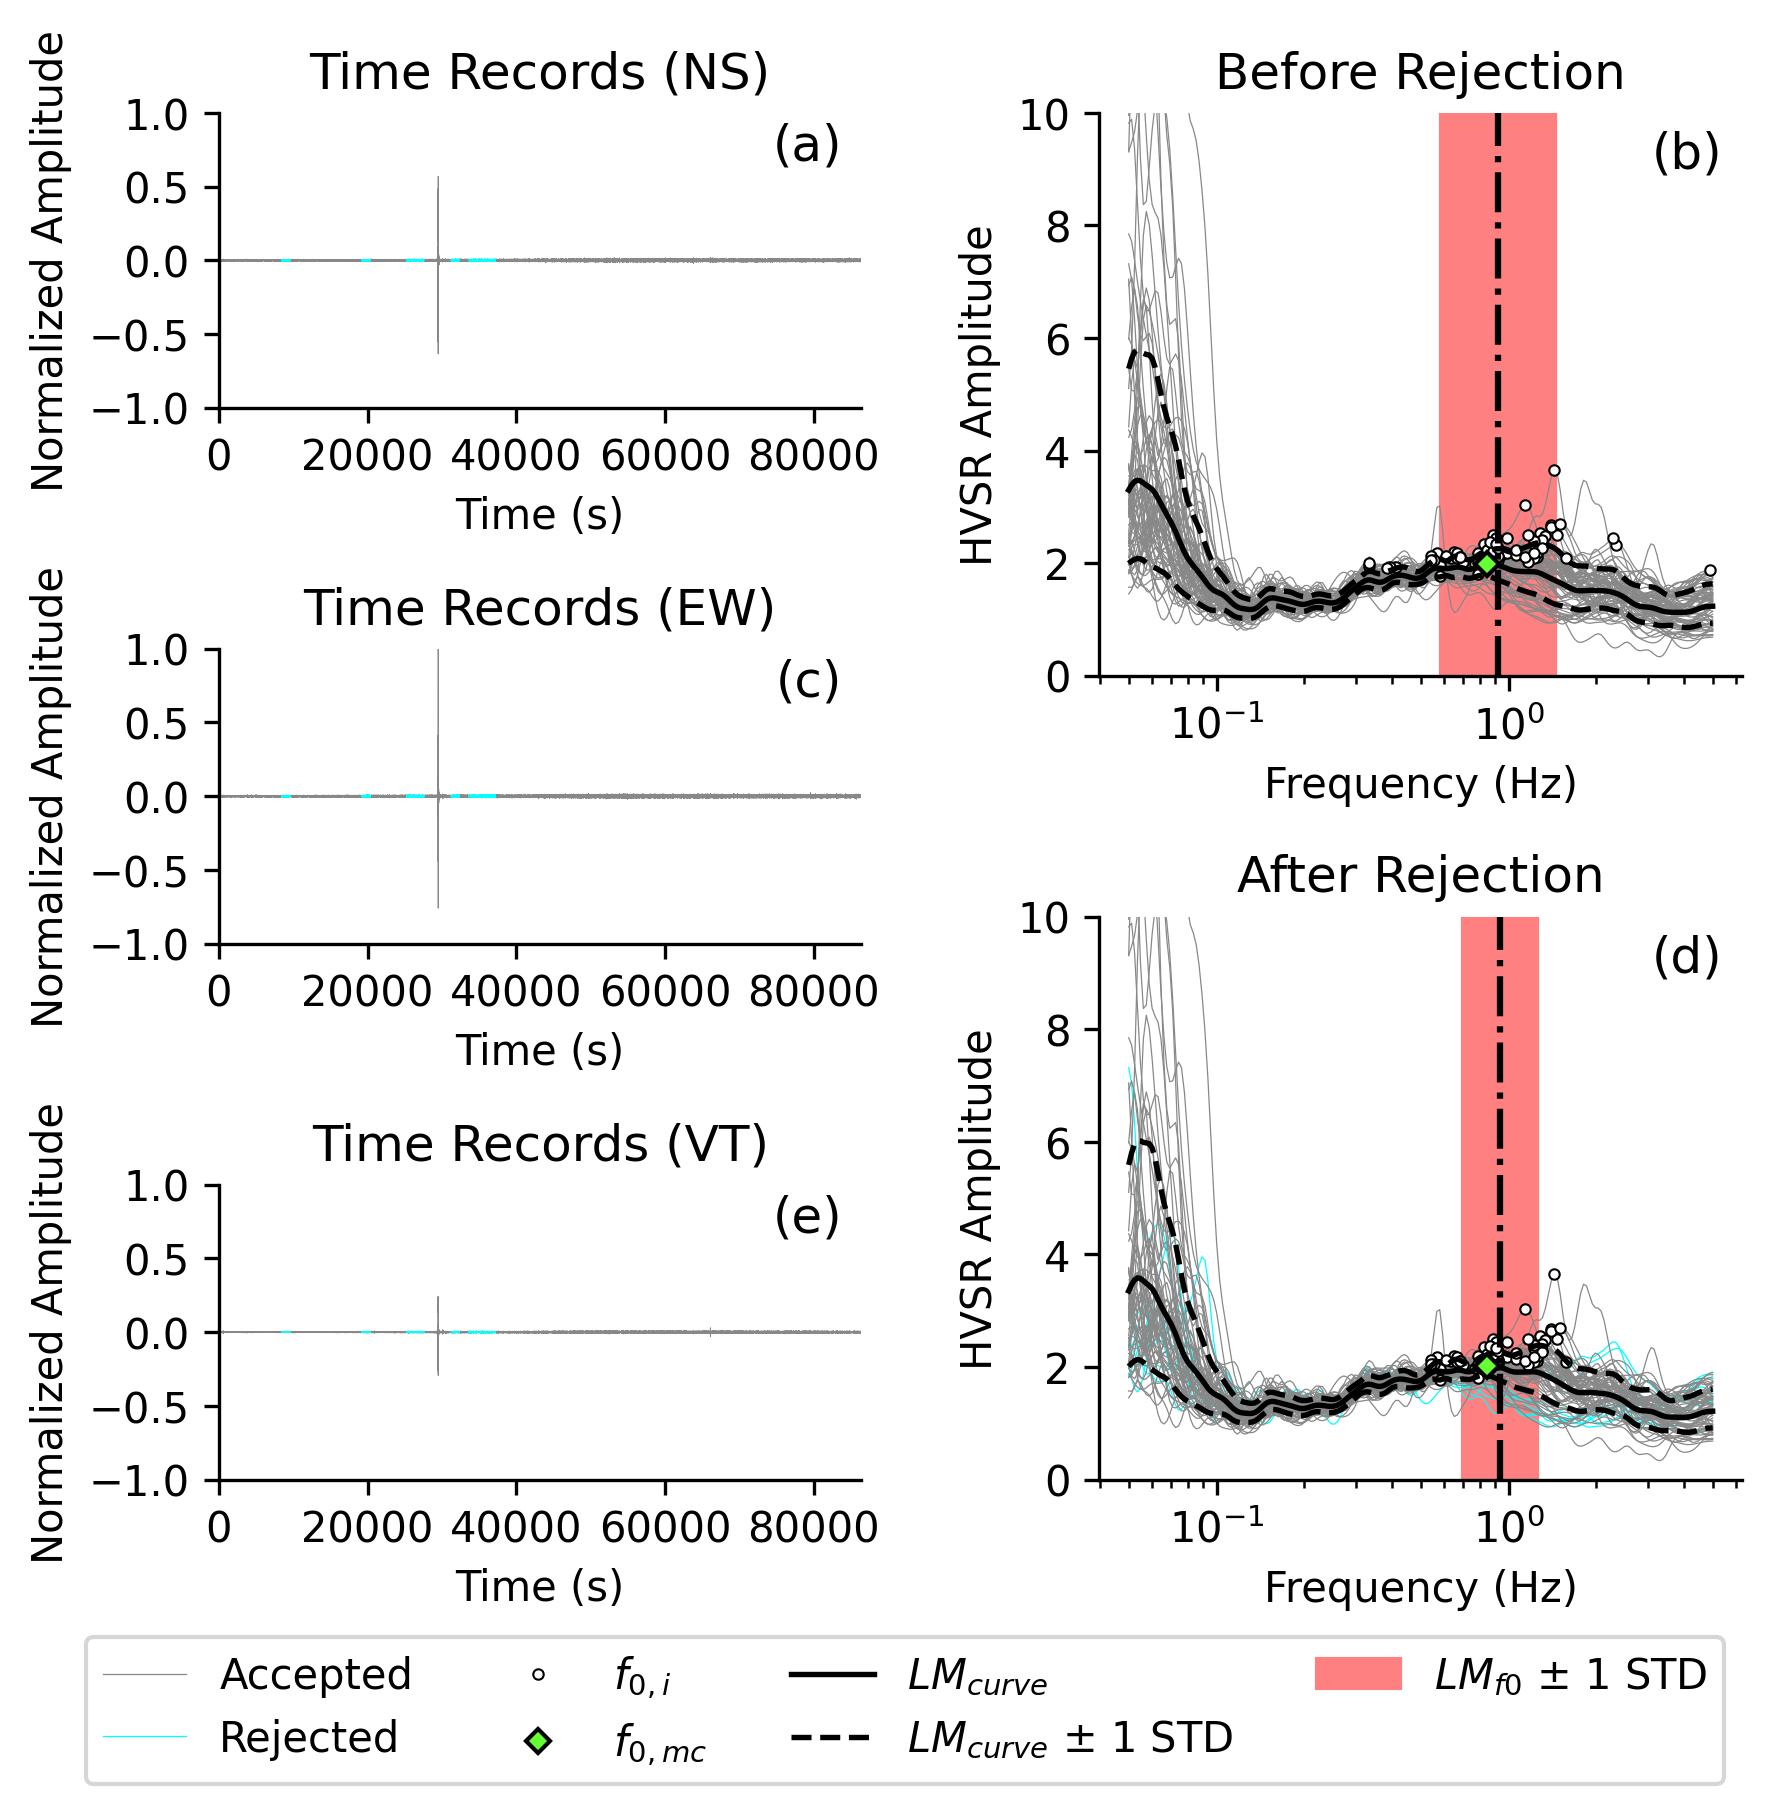 Time Records (NS)
Normalized Amplitude
1.0
0.5
0.0
−0.5
−1.0
(a)
0 20000 40000 60000 80000
Time (s)
Before Rejection
HVSR Amplitude
10
8
6
4
2
0
(b)
10⁻¹ 10⁰
Frequency (Hz)
Time Records (EW)
Normalized Amplitude
1.0
0.5
0.0
−0.5
−1.0
(c)
0 20000 40000 60000 80000
Time (s)
After Rejection
HVSR Amplitude
10
8
6
4
2
0
(d)
10⁻¹ 10⁰
Frequency (Hz)
Time Records (VT)
Normalized Amplitude
1.0
0.5
0.0
−0.5
−1.0
(e)
0 20000 40000 60000 80000
Time (s)
Accepted
Rejected
f0,i
f0,mc
LMcurve
LMcurve ± 1 STD
LMf0 ± 1 STD